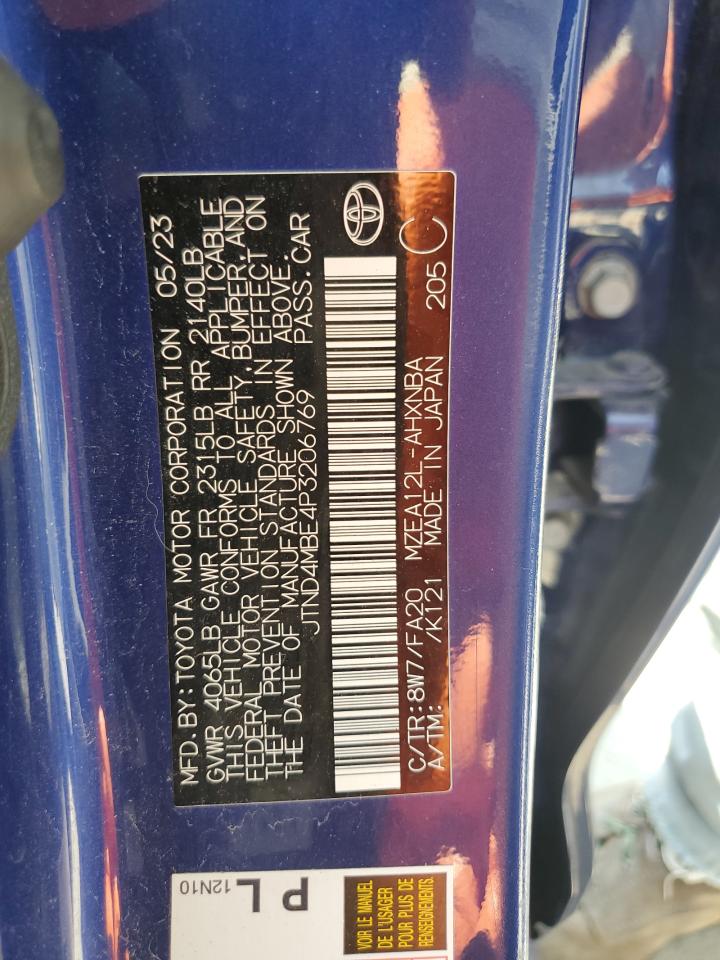 MFD.BY:TOYOTA MOTOR CORPORATION 05/23
GVWR 4065LB GAWR FR 2315LB RR 2140LB
THIS VEHICLE CONFORMS TO ALL APPLICABLE
FEDERAL MOTOR VEHICLE SAFETY,BUMPER,AND
THEFT PREVENTION STANDARDS IN EFFECT ON
THE DATE OF MANUFACTURE SHOWN ABOVE.
JTND4MBE4P3206769 PASS.CAR
C/TR:8W7/FA20 MZEA12L-AHXNBA
A/TM: /K121 MADE IN JAPAN 205 C
P L
12N10
VOIR LE MANUEL
DE L'USAGER
POUR PLUS DE
RENSEIGNEMENTS.